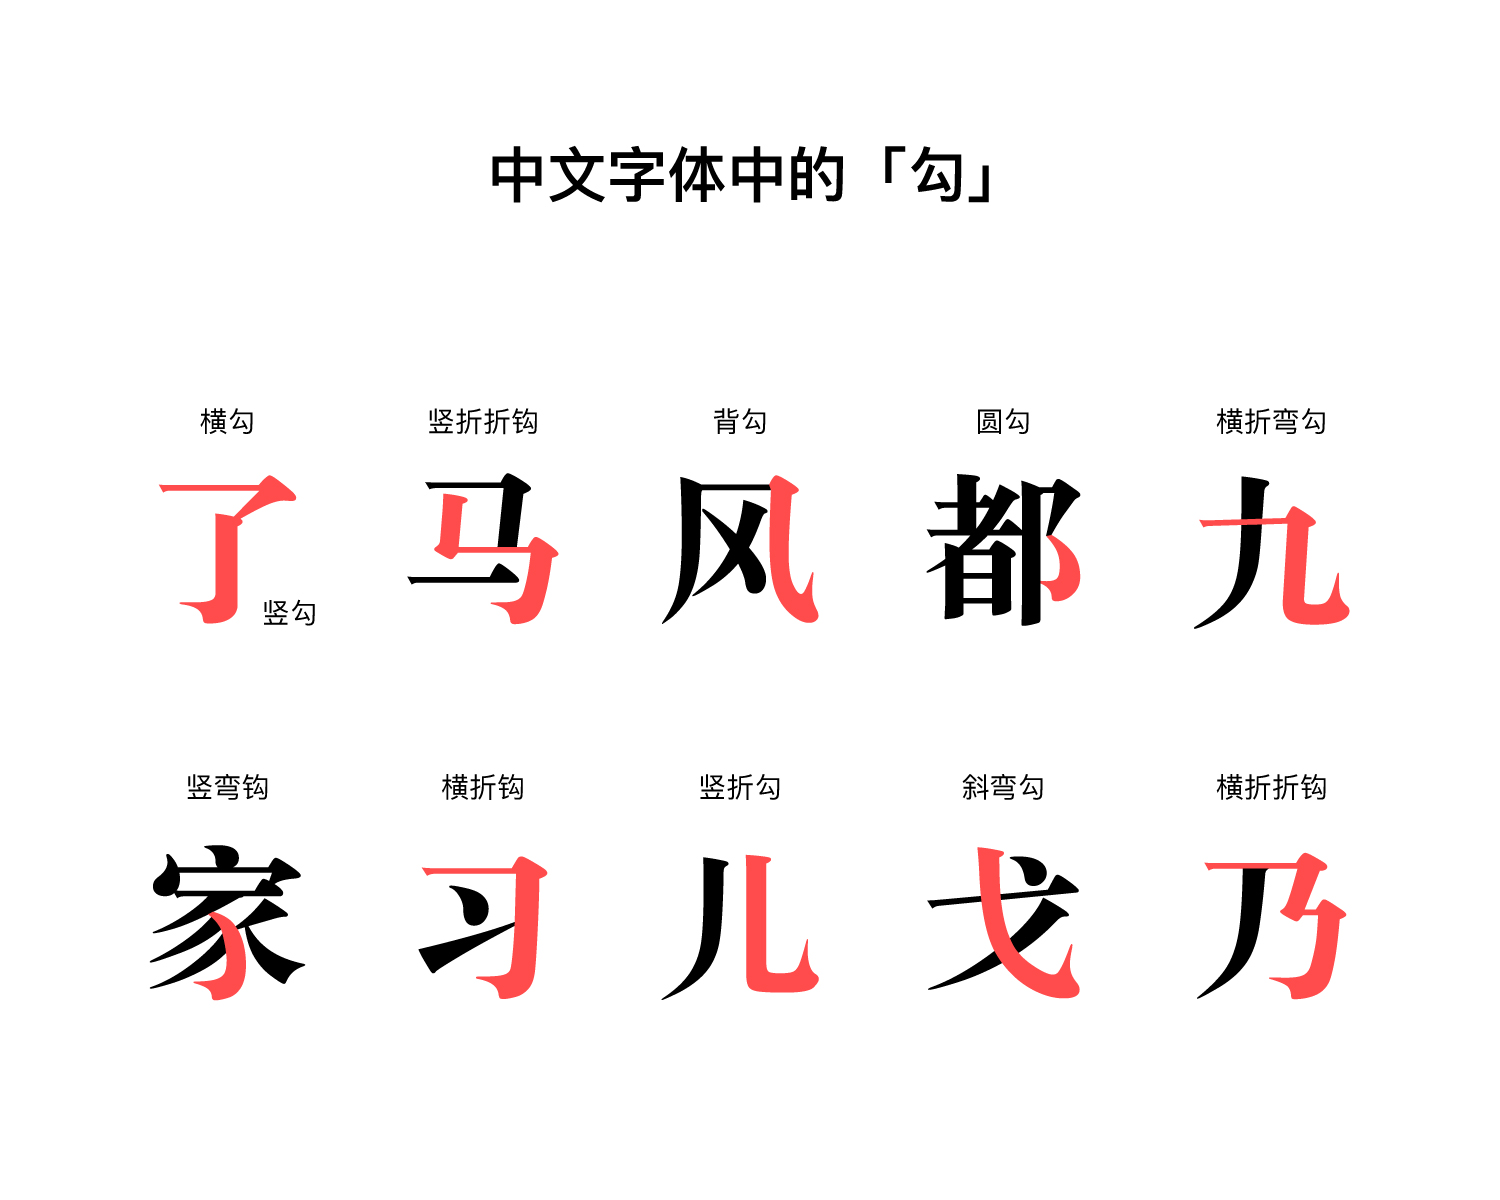 中文字体中的「勾」
横勾 竖折折钩 背勾 圆勾 横折弯勾
了 马 风 都 九
竖勾
竖弯钩 横折钩 竖折勾 斜弯勾 横折折钩
家 习 儿 戈 乃